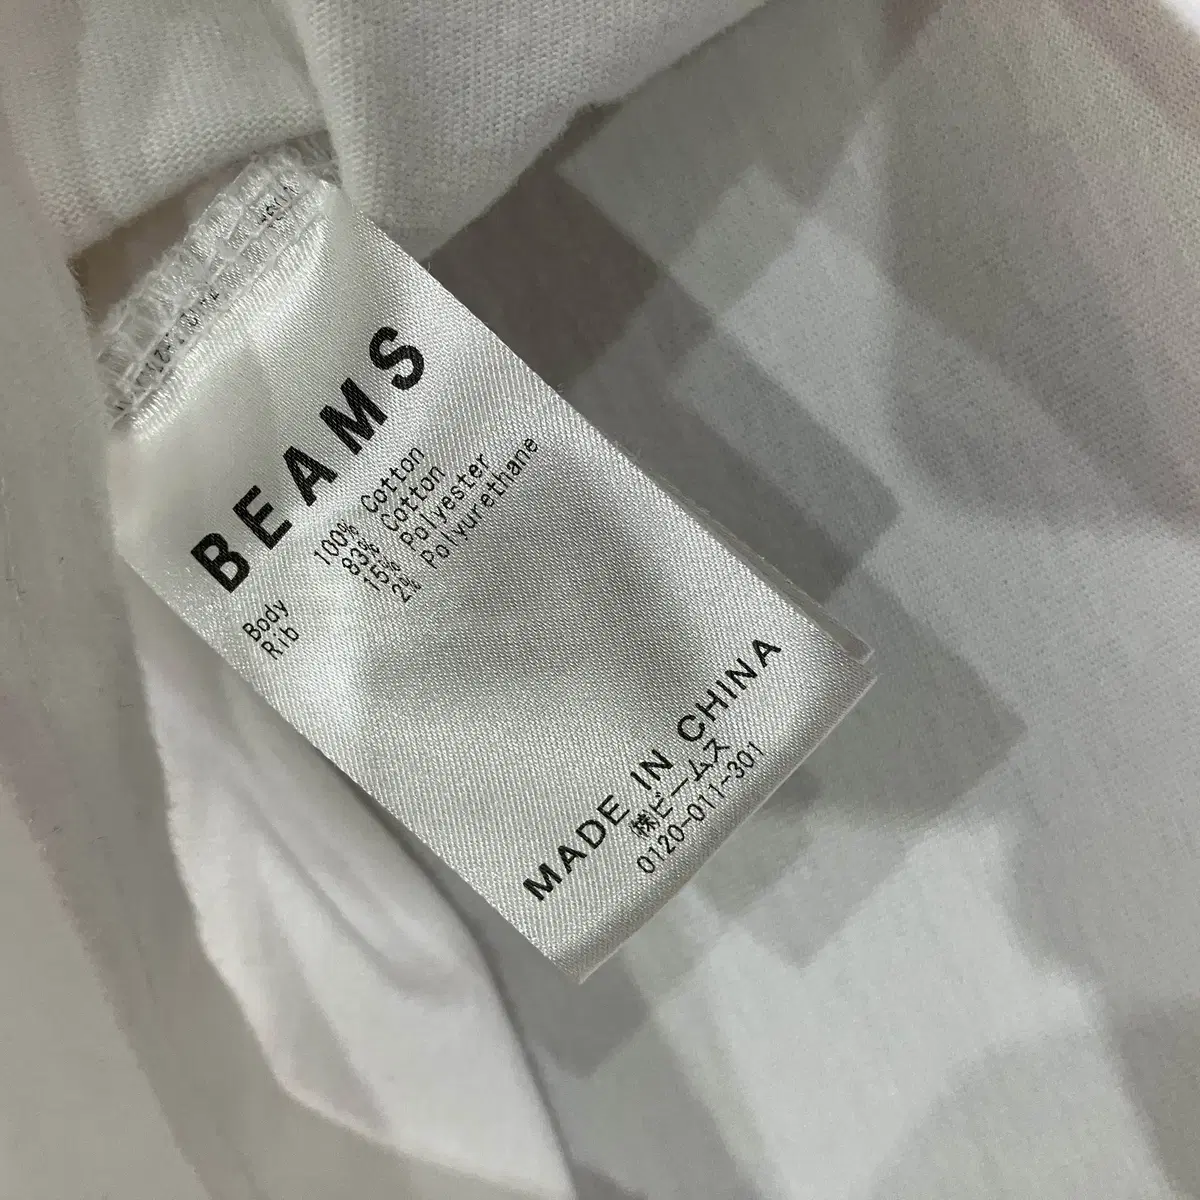 BEAMS
Body 100% Cotton
Rib 83% Cotton
15% Polyester
2% Polyurethane
MADE IN CHINA
㈱ビームス
0120-011-301